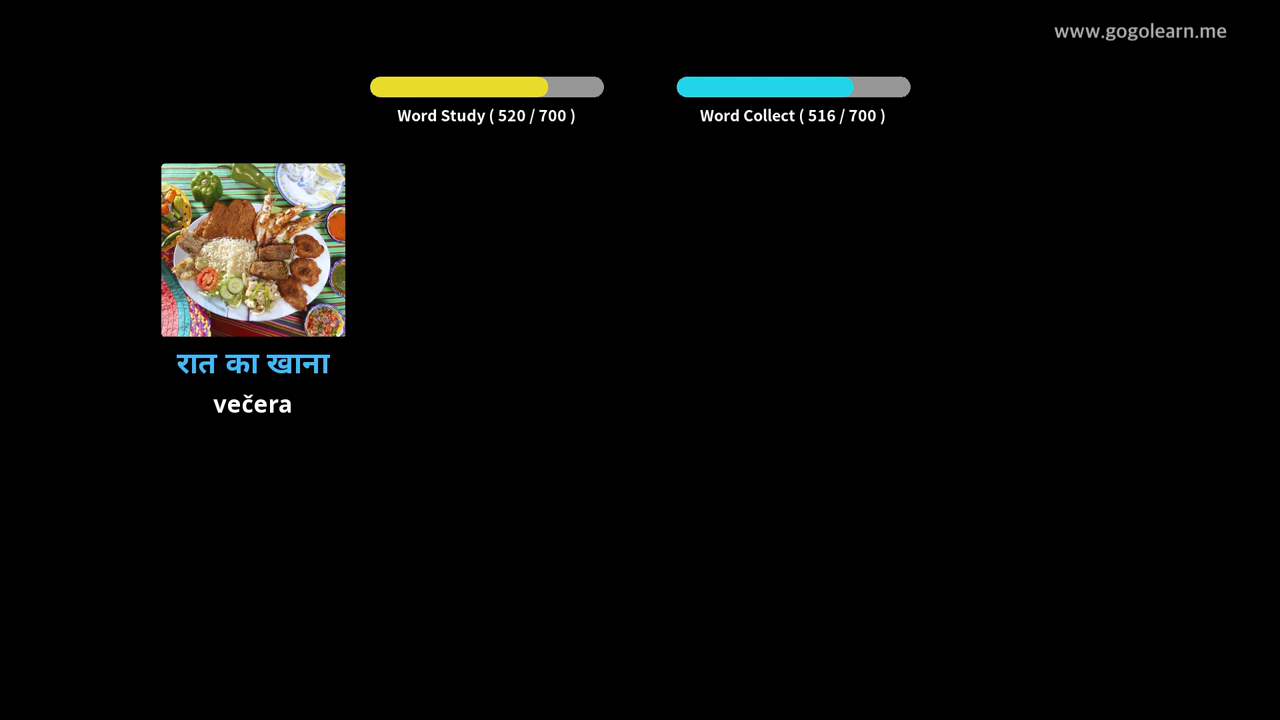 www.gogolearn.me
Word Study ( 520 / 700 )
Word Collect ( 516 / 700 )
रात का खाना
večera